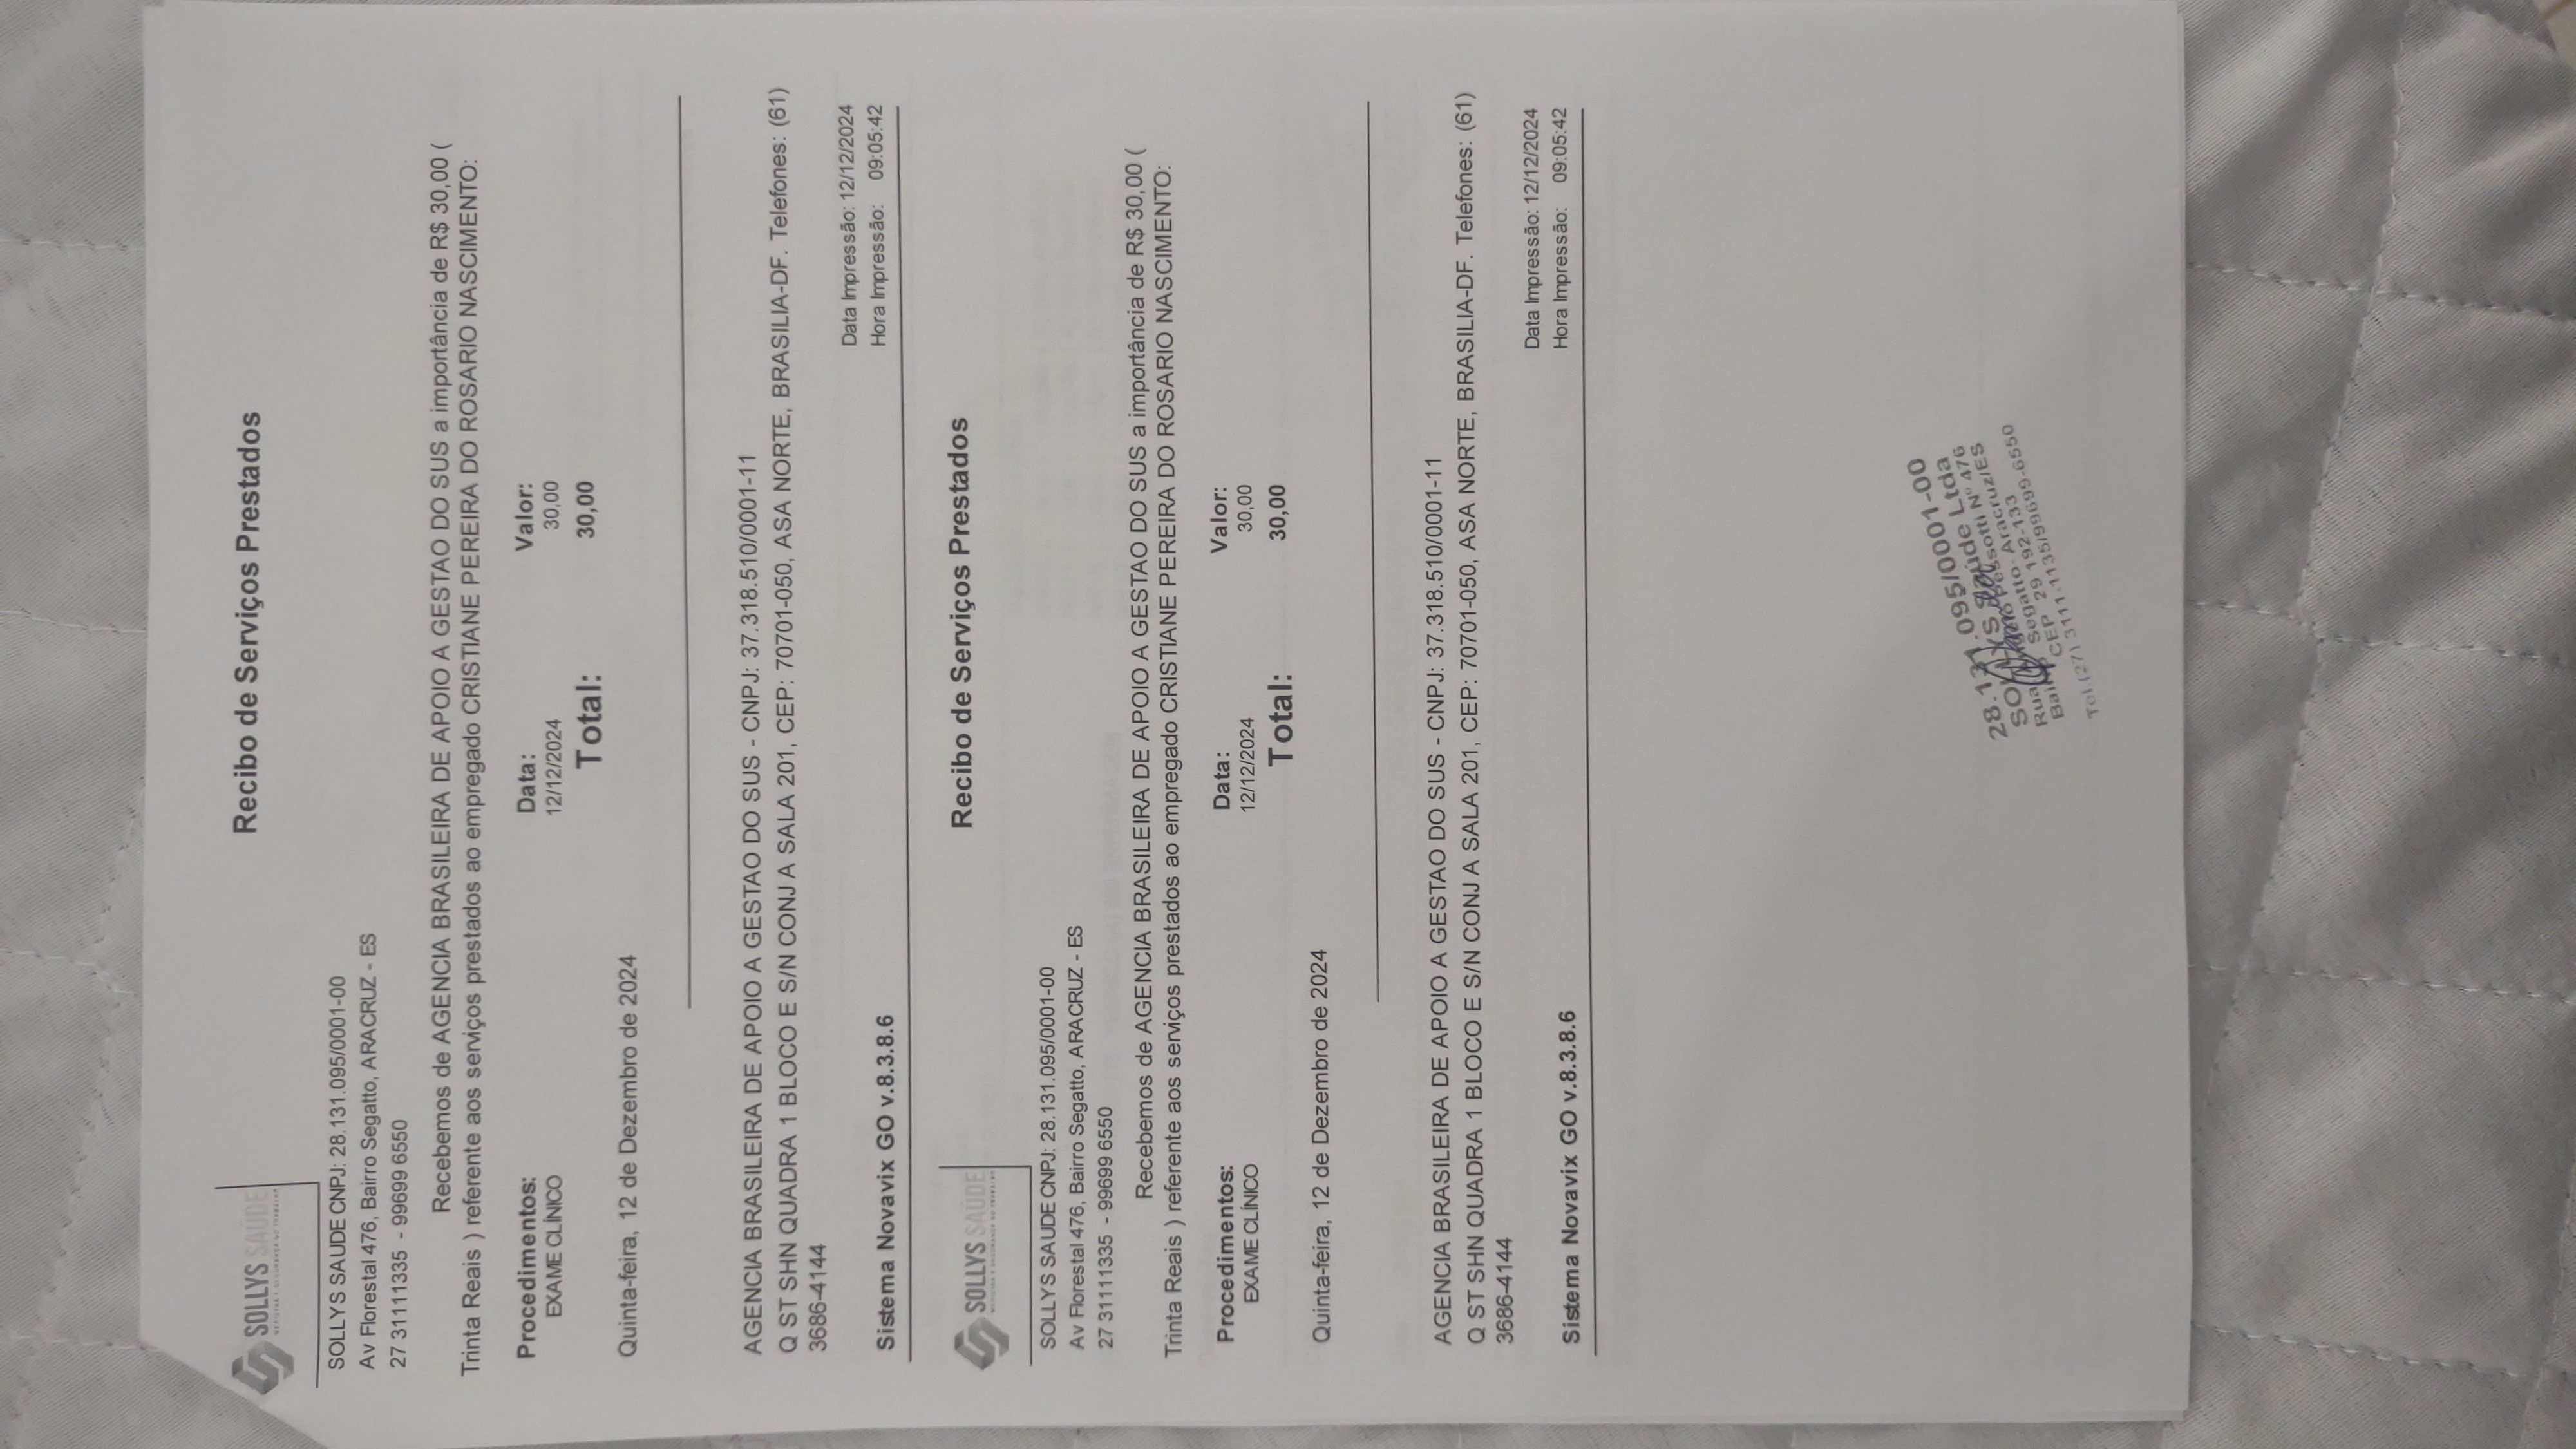 SOLLYS SAÚDE
MEDICINA E SEGURANÇA DO TRABALHO
Recibo de Serviços Prestados
SOLLYS SAUDE CNPJ: 28.131.095/0001-00
Av Florestal 476, Bairro Segatto, ARACRUZ - ES
27 31111335 - 99699 6550
Recebemos de AGENCIA BRASILEIRA DE APOIO A GESTAO DO SUS a importância de R$ 30,00 (
Trinta Reais ) referente aos serviços prestados ao empregado CRISTIANE PEREIRA DO ROSARIO NASCIMENTO:
Procedimentos: Data: Valor:
EXAME CLÍNICO 12/12/2024 30,00
Total: 30,00
Quinta-feira, 12 de Dezembro de 2024
AGENCIA BRASILEIRA DE APOIO A GESTAO DO SUS - CNPJ: 37.318.510/0001-11
Q ST SHN QUADRA 1 BLOCO E S/N CONJ A SALA 201, CEP: 70701-050, ASA NORTE, BRASILIA-DF. Telefones: (61)
3686-4144
Data Impressão: 12/12/2024
Sistema Novavix GO v.8.3.8.6 Hora Impressão: 09:05:42
SOLLYS SAÚDE
MEDICINA E SEGURANÇA DO TRABALHO
Recibo de Serviços Prestados
SOLLYS SAUDE CNPJ: 28.131.095/0001-00
Av Florestal 476, Bairro Segatto, ARACRUZ - ES
27 31111335 - 99699 6550
Recebemos de AGENCIA BRASILEIRA DE APOIO A GESTAO DO SUS a importância de R$ 30,00 (
Trinta Reais ) referente aos serviços prestados ao empregado CRISTIANE PEREIRA DO ROSARIO NASCIMENTO:
Procedimentos: Data: Valor:
EXAME CLÍNICO 12/12/2024 30,00
Total: 30,00
Quinta-feira, 12 de Dezembro de 2024
AGENCIA BRASILEIRA DE APOIO A GESTAO DO SUS - CNPJ: 37.318.510/0001-11
Q ST SHN QUADRA 1 BLOCO E S/N CONJ A SALA 201, CEP: 70701-050, ASA NORTE, BRASILIA-DF. Telefones: (61)
3686-4144
Data Impressão: 12/12/2024
Sistema Novavix GO v.8.3.8.6 Hora Impressão: 09:05:42
28.131.095/0001-00
SOLLYS Saúde Ltda
Rua Pessotti Nº 476
Bairro Segatto- Aracruz/ES
CEP 29 192-133
Tel.(27) 3111-1135/99699-6550